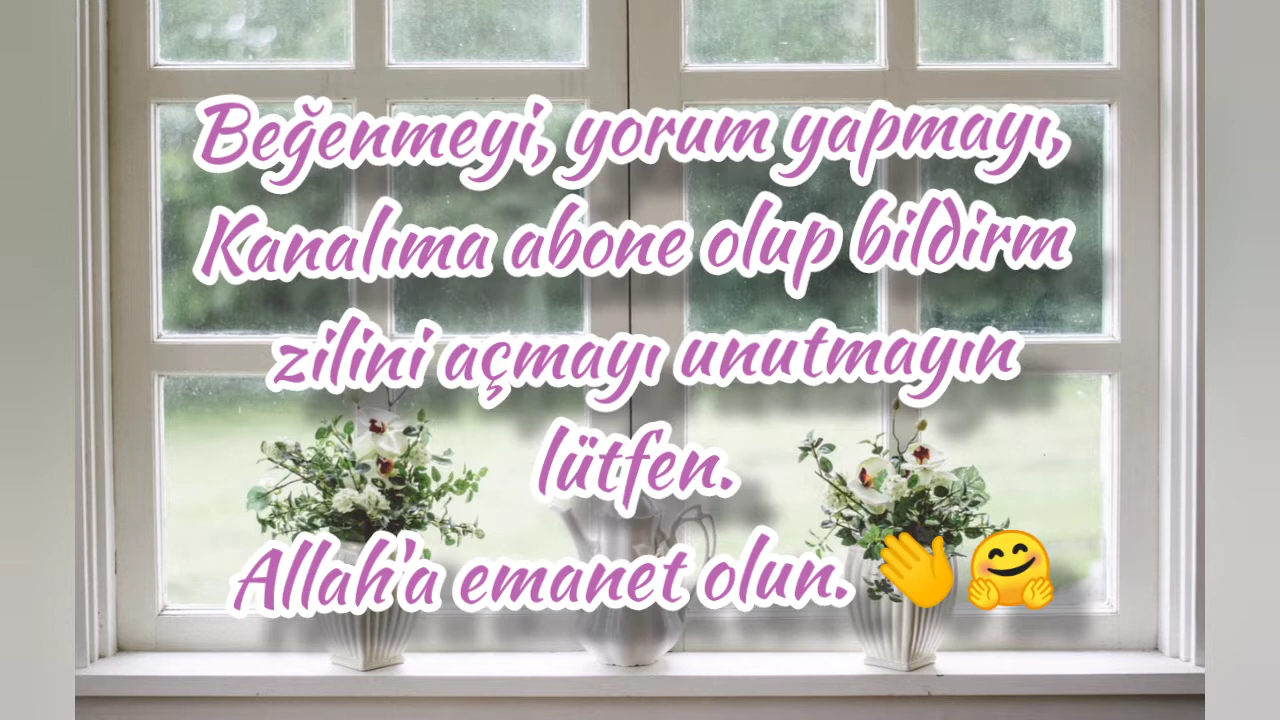 Beğenmeyi, yorum yapmayı,
Kanalıma abone olup bildirm
zilini açmayı unutmayın
lütfen.
Allah'a emanet olun. 👏🤗